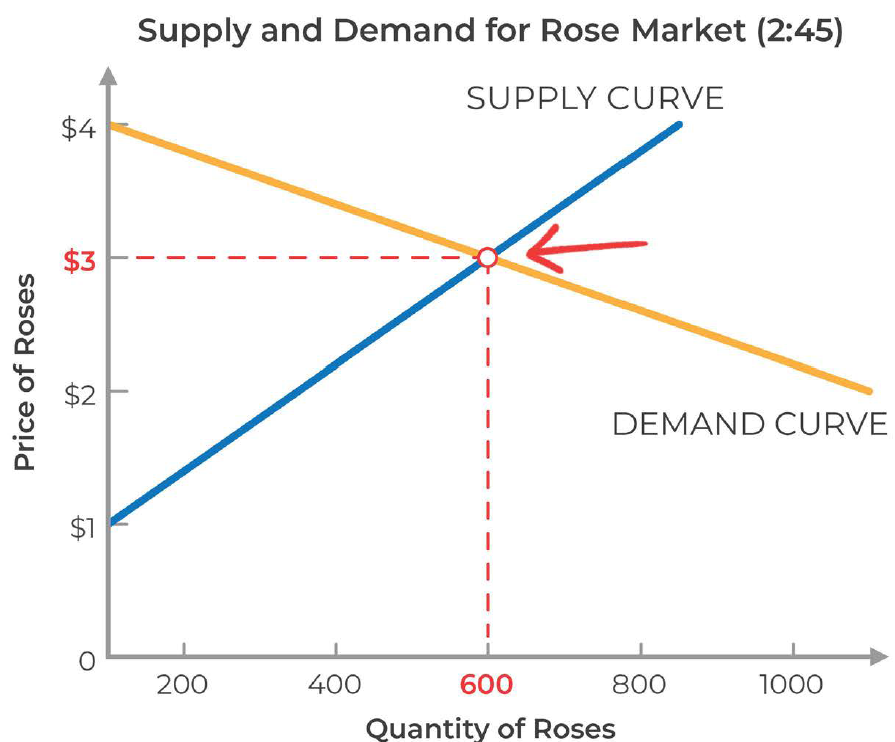 Supply and Demand for Rose Market (2:45)
SUPPLY CURVE
$4
$3
Price of Roses
$2
DEMAND CURVE
$1
0
200 400 600 800 1000
Quantity of Roses